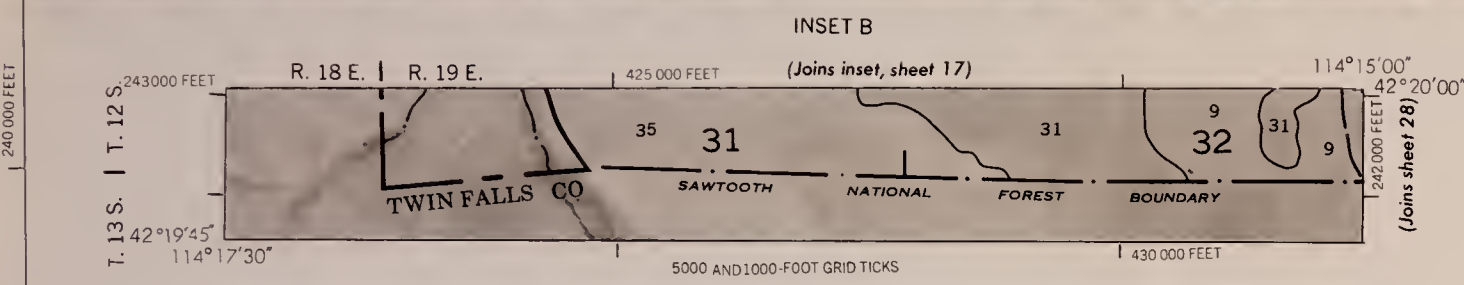 INSET B
R. 18 E. R. 19 E. 425 000 FEET (Joins inset, sheet 17) 114°15'00"
243000 FEET 42°20'00"
240 000 FEET
T. 13 S. | T. 12 S.
35 31 31 9 32 31 9
242 000 FEET
(Joins sheet 28)
TWIN FALLS CO SAWTOOTH NATIONAL FOREST BOUNDARY
42°19'45"
114°17'30" 5000 AND 1000-FOOT GRID TICKS 430 000 FEET